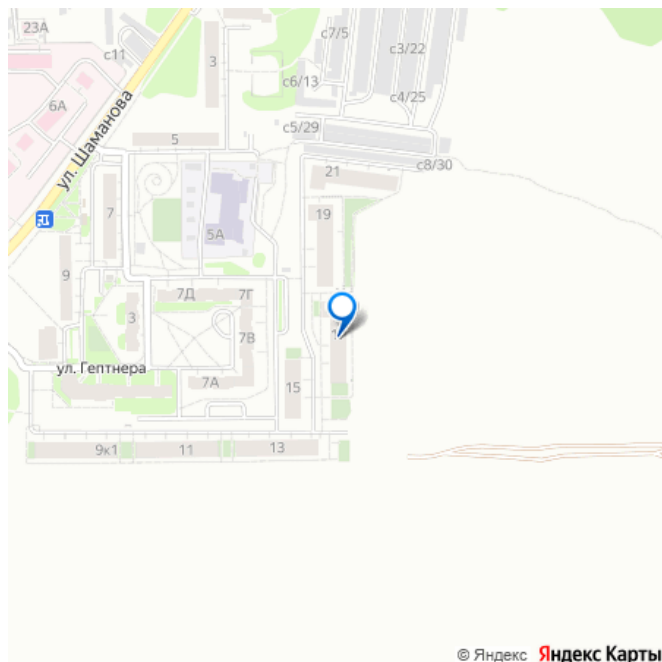 23А
с11
3
с7/5
с3/22
с6/13
с4/25
6А
ул. Шаманова
5
с5/29
с8/30
21
7
5А
19
9
7Д
7Г
3
7В
ул. Гептнера
7А
15
9к1
11
13
© Яндекс Яндекс Карты